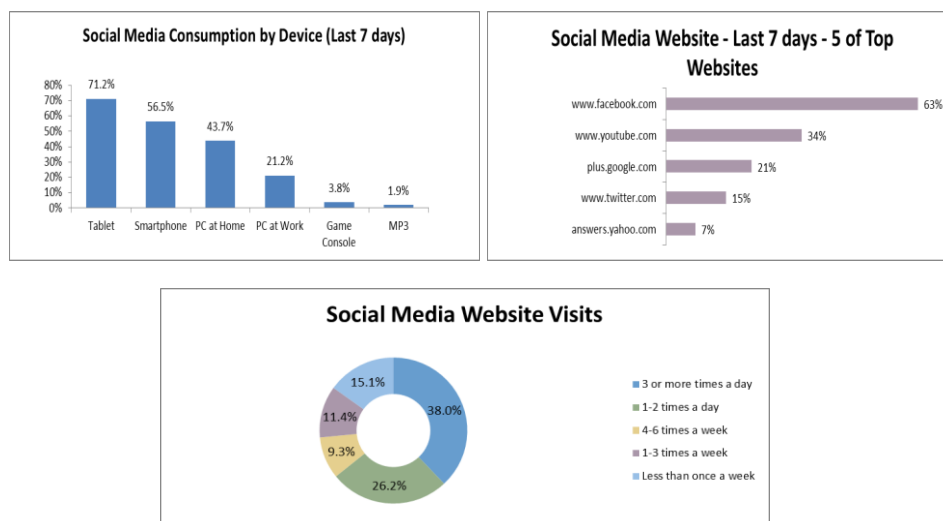 Social Media Consumption by Device (Last 7 days)
80%
70%
60%
50%
40%
30%
20%
10%
0%
71.2%
56.5%
43.7%
21.2%
3.8%
1.9%
Tablet
Smartphone
PC at Home
PC at Work
Game
Console
MP3
Social Media Website - Last 7 days - 5 of Top
Websites
www.facebook.com 63%
www.youtube.com 34%
plus.google.com 21%
www.twitter.com 15%
answers.yahoo.com 7%
Social Media Website Visits
15.1%
38.0%
11.4%
9.3%
26.2%
3 or more times a day
1-2 times a day
4-6 times a week
1-3 times a week
Less than once a week